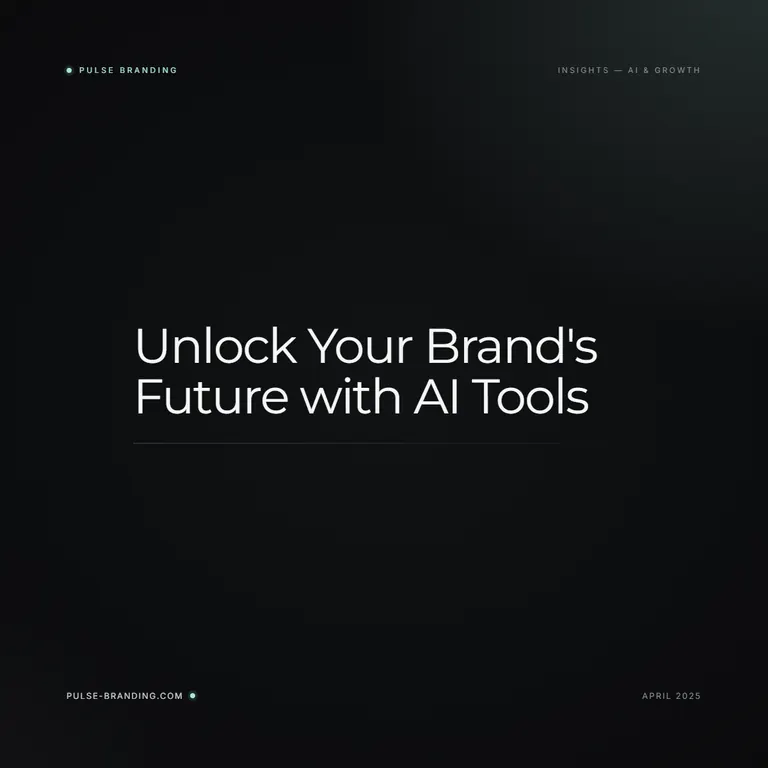 PULSE BRANDING
INSIGHTS — AI & GROWTH
Unlock Your Brand's
Future with AI Tools
PULSE-BRANDING.COM
APRIL 2025